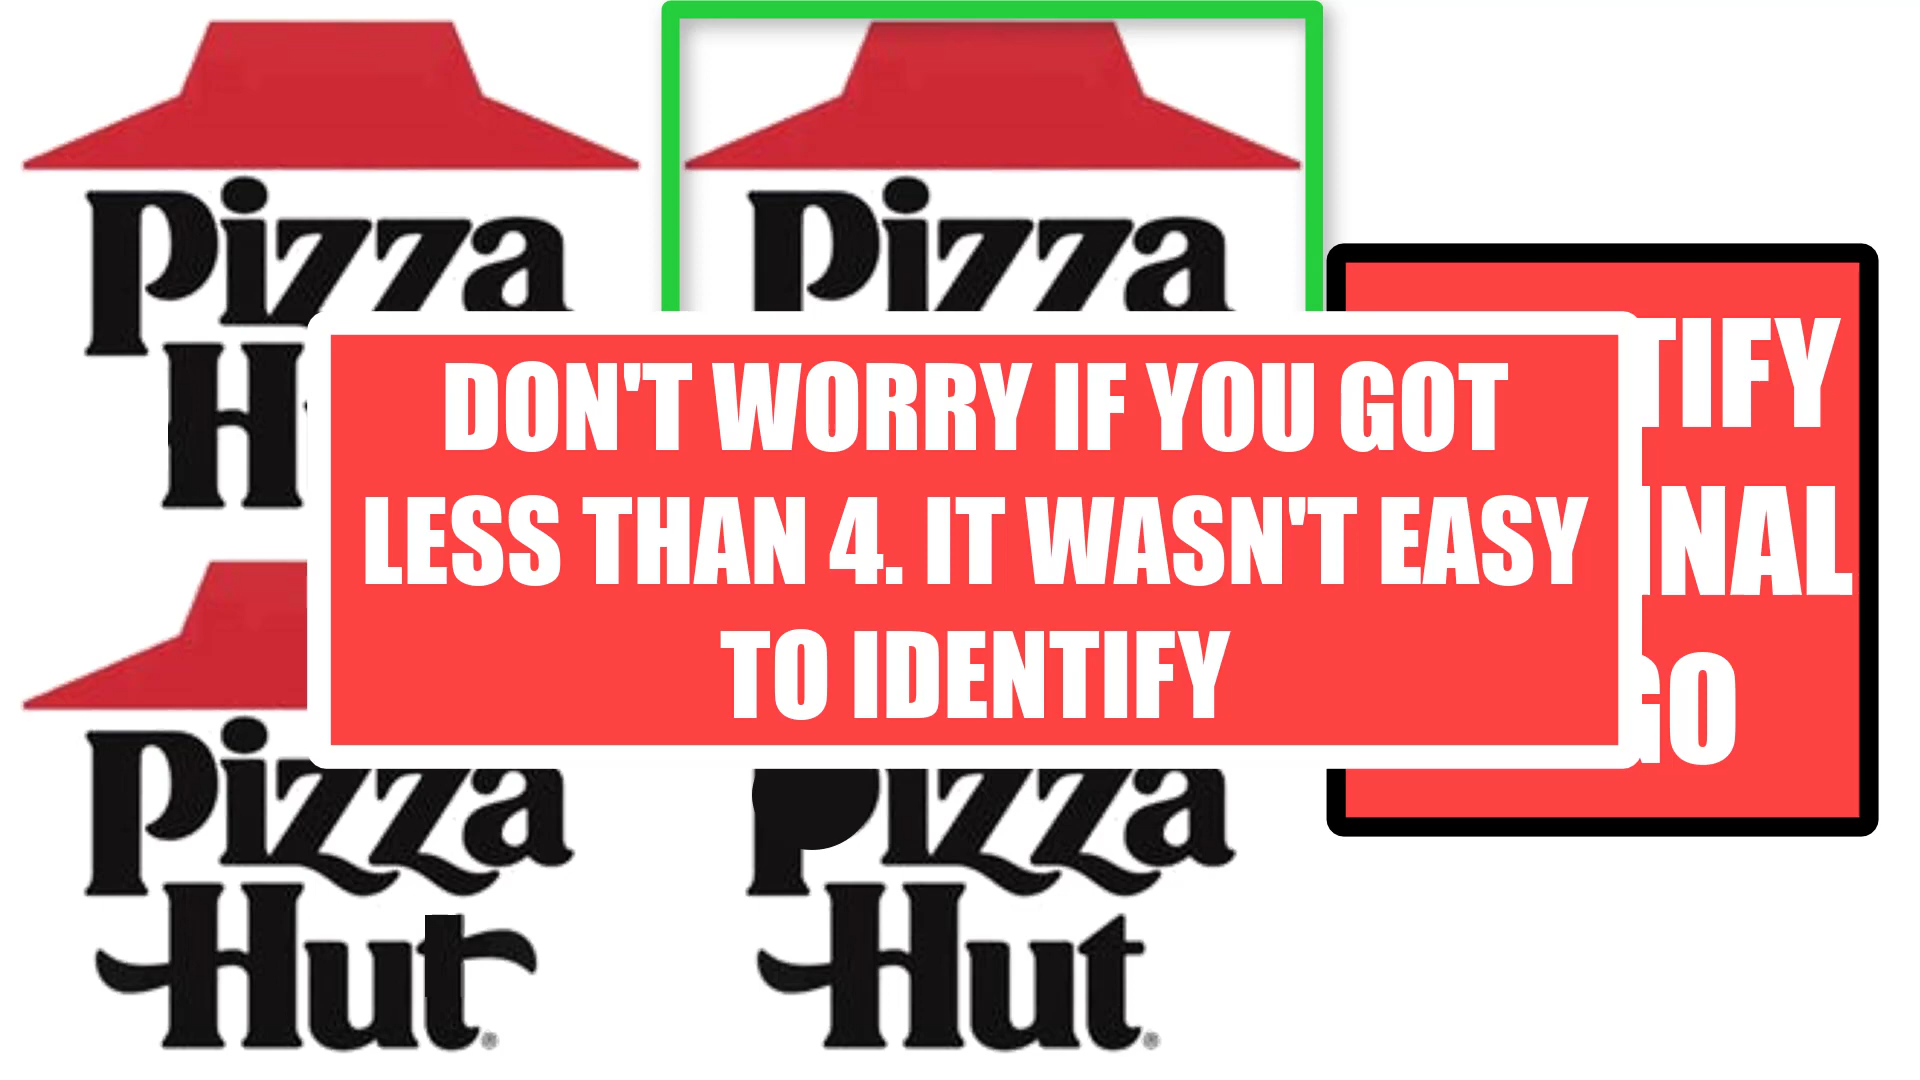 Pizza
Pizza
H
DON'T WORRY IF YOU GOT
LESS THAN 4. IT WASN'T EASY
TO IDENTIFY
TIFY
NAL
GO
Pizza
Hut®
Pizza
Hut®